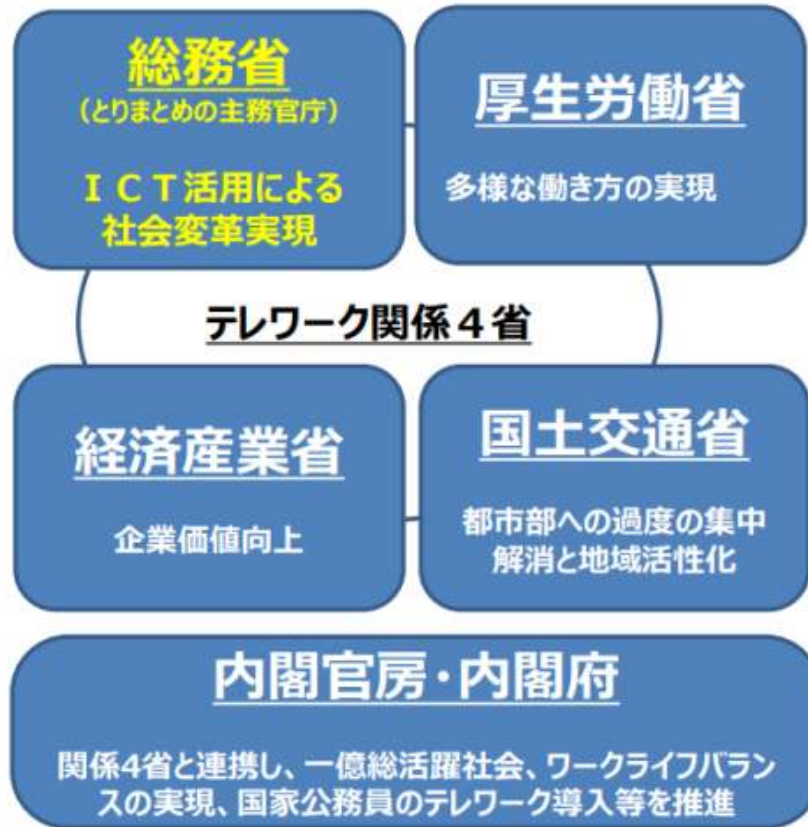 総務省
（とりまとめの主務官庁）
ＩＣＴ活用による
社会変革実現
厚生労働省
多様な働き方の実現
テレワーク関係４省
経済産業省
企業価値向上
国土交通省
都市部への過度の集中
解消と地域活性化
内閣官房・内閣府
関係4省と連携し、一億総活躍社会、ワークライフバラン
スの実現、国家公務員のテレワーク導入等を推進